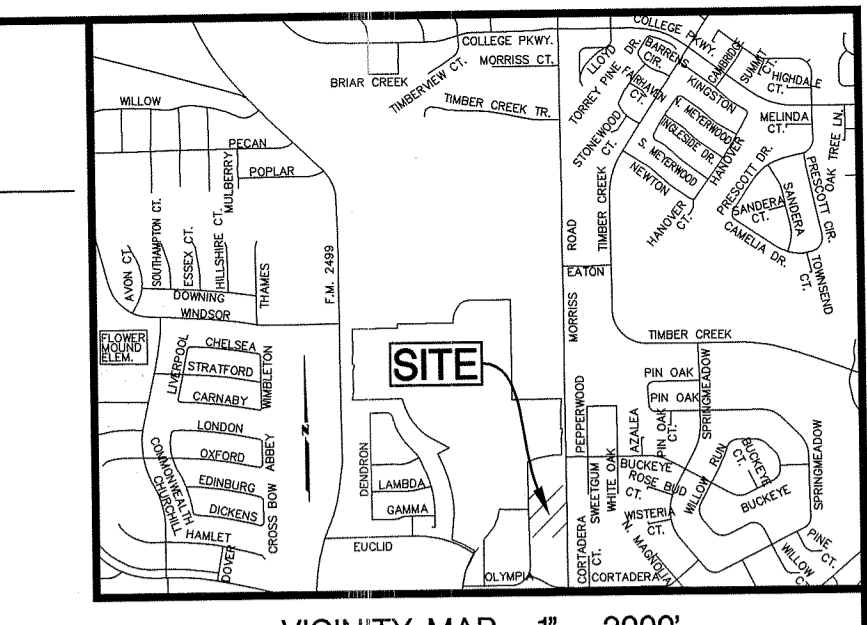 COLLEGE PKWY.
COLLEGE PKWY.
MORRISS CT.
BRIAR CREEK
TIMBERVIEW CT.
TIMBER CREEK TR.
LLOYD DR.
BARRENS CIR.
TORREY PINE
FAIRHAVEN CT.
STONEWOOD CT.
CAMBRIDGE
SUMMIT CT.
HIGHDALE CT.
KINGSTON
N. MEYERWOOD
INGLESIDE DR.
S. MEYERWOOD
NEWTON
HANOVER
HANOVER CT.
MELINDA CT.
OAK TREE LN.
PRESCOTT DR.
PRESCOTT CIR.
SANDERA
SANDERA CT.
CAMELIA DR.
TOWNSEND CT.
WILLOW
PECAN
MULBERRY
POPLAR
AVON CT.
SOUTHAMPTON CT.
ESSEX CT.
HILLSHIRE CT.
THAMES
DOWNING
WINDSOR
F.M. 2499
ROAD
MORRISS
TIMBER CREEK
EATON
TIMBER CREEK
FLOWER
MOUND
ELEM.
LIVERPOOL
CHELSEA
STRATFORD
CARNABY
WIMBLETON
LONDON
OXFORD
ABBEY
EDINBURG
DICKENS
CROSS BOW
COMMONWEALTH
CHURCHILL
HAMLET
DOVER
N
SITE
DENDRON
LAMBDA
GAMMA
EUCLID
OLYMPIA
PEPPERWOOD
PIN OAK
PIN OAK
PIN OAK CT.
SPRINGMEADOW
AZALEA
SWEETGUM
WHITE OAK
BUCKEYE
ROSE BUD CT.
WISTERIA CT.
N. MAGNOLIA
WILLOW RUN
BUCKEYE CT.
BUCKEYE
SPRINGMEADOW
PINE CT.
WILLOW CT.
CORTADERA CT.
CORTADERA
VICINITY MAP 1" 2000'